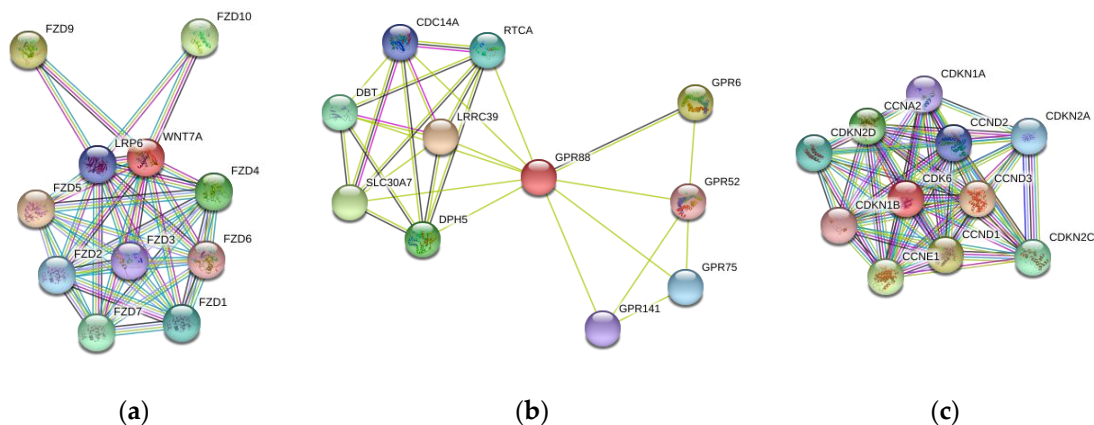 FZD9
FZD10
LRP6
WNT7A
FZD4
FZD5
FZD3
FZD6
FZD2
FZD1
FZD7
(a)
CDC14A
RTCA
DBT
LRRC39
GPR6
GPR88
SLC30A7
GPR52
DPH5
GPR75
GPR141
(b)
CDKN1A
CCNA2
CCND2
CDKN2A
CDKN2D
CDK6
CCND3
CDKN1B
CCND1
CDKN2C
CCNE1
(c)